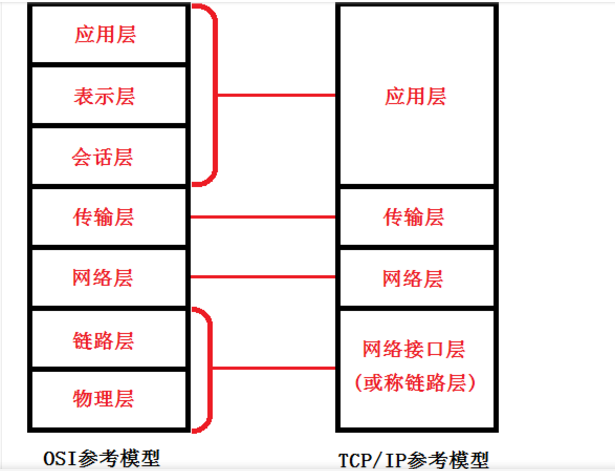 应用层
表示层
会话层
传输层
网络层
链路层
物理层
OSI参考模型
应用层
传输层
网络层
网络接口层
(或称链路层)
TCP/IP参考模型